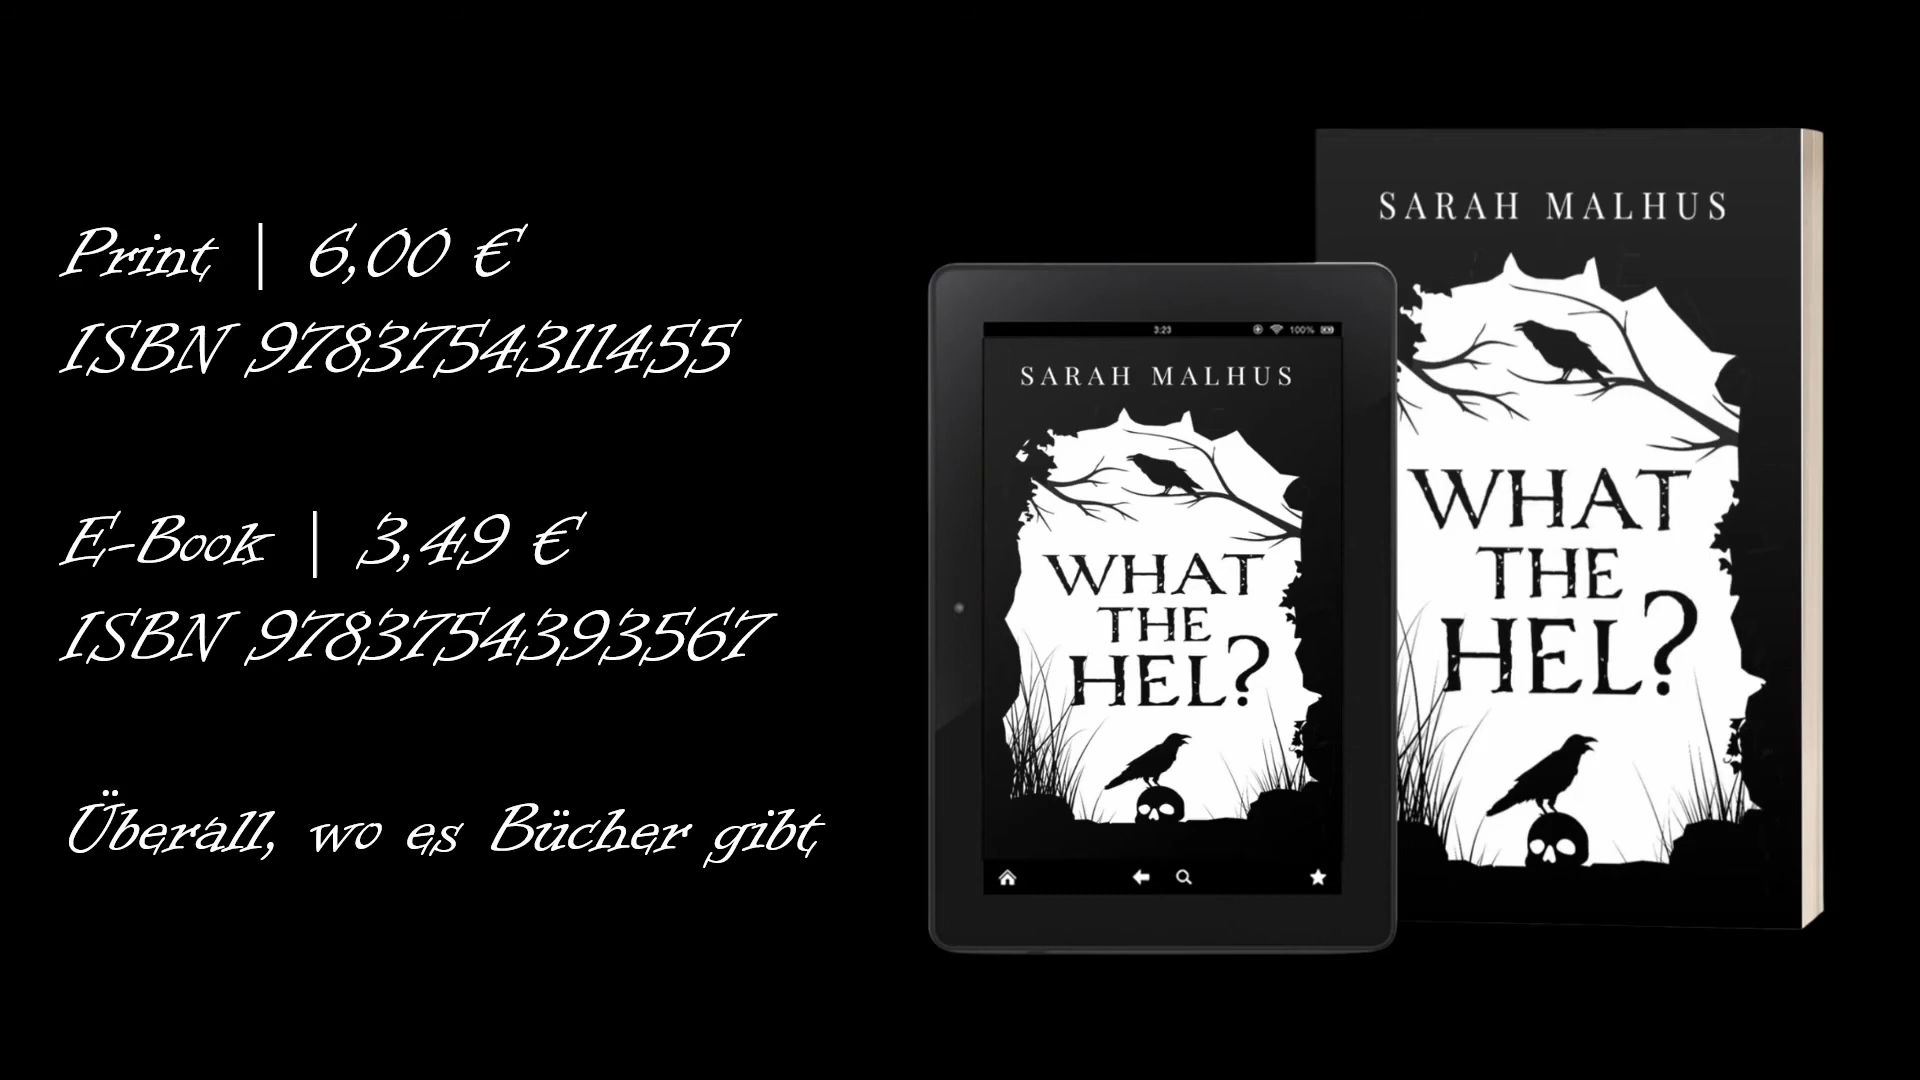 Print | 6,00 €
ISBN 9783754311455
E-Book | 3,49 €
ISBN 9783754393567
Überall, wo es Bücher gibt
3:23
100%
SARAH MALHUS
WHAT
THE
HEL?
SARAH MALHUS
WHAT
THE
HEL?